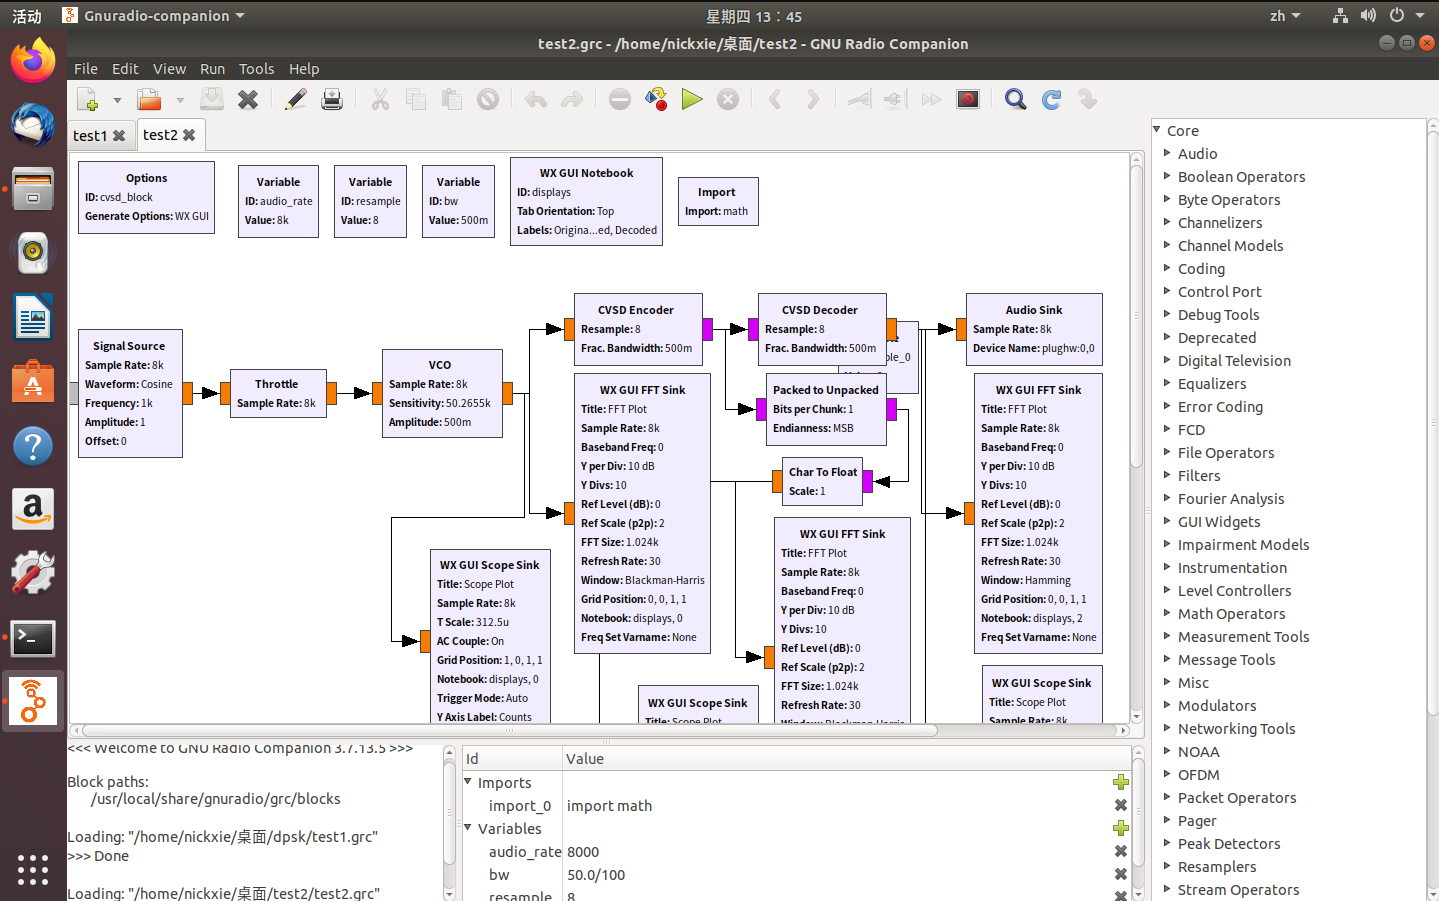 活动
Gnuradio-companion
星期四 13：45
zh
test2.grc - /home/nickxie/桌面/test2 - GNU Radio Companion
File Edit View Run Tools Help
test1
test2
Options
ID: cvsd_block
Generate Options: WX GUI
Variable
ID: audio_rate
Value: 8k
Variable
ID: resample
Value: 8
Variable
ID: bw
Value: 500m
WX GUI Notebook
ID: displays
Tab Orientation: Top
Labels: Origina...ed, Decoded
Import
Import: math
Signal Source
Sample Rate: 8k
Waveform: Cosine
Frequency: 1k
Amplitude: 1
Offset: 0
Throttle
Sample Rate: 8k
VCO
Sample Rate: 8k
Sensitivity: 50.2655k
Amplitude: 500m
CVSD Encoder
Resample: 8
Frac. Bandwidth: 500m
CVSD Decoder
Resample: 8
Frac. Bandwidth: 500m
Audio Sink
Sample Rate: 8k
Device Name: plughw:0,0
WX GUI FFT Sink
Title: FFT Plot
Sample Rate: 8k
Baseband Freq: 0
Y per Div: 10 dB
Y Divs: 10
Ref Level (dB): 0
Ref Scale (p2p): 2
FFT Size: 1.024k
Refresh Rate: 30
Window: Blackman-Harris
Grid Position: 0, 0, 1, 1
Notebook: displays, 0
Freq Set Varname: None
Packed to Unpacked
Bits per Chunk: 1
Endianness: MSB
Char To Float
Scale: 1
WX GUI FFT Sink
Title: FFT Plot
Sample Rate: 8k
Baseband Freq: 0
Y per Div: 10 dB
Y Divs: 10
Ref Level (dB): 0
Ref Scale (p2p): 2
FFT Size: 1.024k
Refresh Rate: 30
Window: Blackman-Harris
WX GUI FFT Sink
Title: FFT Plot
Sample Rate: 8k
Baseband Freq: 0
Y per Div: 10 dB
Y Divs: 10
Ref Level (dB): 0
Ref Scale (p2p): 2
FFT Size: 1.024k
Refresh Rate: 30
Window: Hamming
Grid Position: 0, 0, 1, 1
Notebook: displays, 2
Freq Set Varname: None
WX GUI Scope Sink
Title: Scope Plot
Sample Rate: 8k
T Scale: 312.5u
AC Couple: On
Grid Position: 1, 0, 1, 1
Notebook: displays, 0
Trigger Mode: Auto
Y Axis Label: Counts
WX GUI Scope Sink
Title: Scope Plot
WX GUI Scope Sink
Title: Scope Plot
Sample Rate: 8k
Core
Audio
Boolean Operators
Byte Operators
Channelizers
Channel Models
Coding
Control Port
Debug Tools
Deprecated
Digital Television
Equalizers
Error Coding
FCD
File Operators
Filters
Fourier Analysis
GUI Widgets
Impairment Models
Instrumentation
Level Controllers
Math Operators
Measurement Tools
Message Tools
Misc
Modulators
Networking Tools
NOAA
OFDM
Packet Operators
Pager
Peak Detectors
Resamplers
Stream Operators
<<< Welcome to GNU Radio Companion 3.7.13.5 >>>
Block paths:
/usr/local/share/gnuradio/grc/blocks
Loading: "/home/nickxie/桌面/dpsk/test1.grc"
>>> Done
Loading: "/home/nickxie/桌面/test2/test2.grc"
Id Value
Imports
import_0 import math
Variables
audio_rate 8000
bw 50.0/100
resample 8